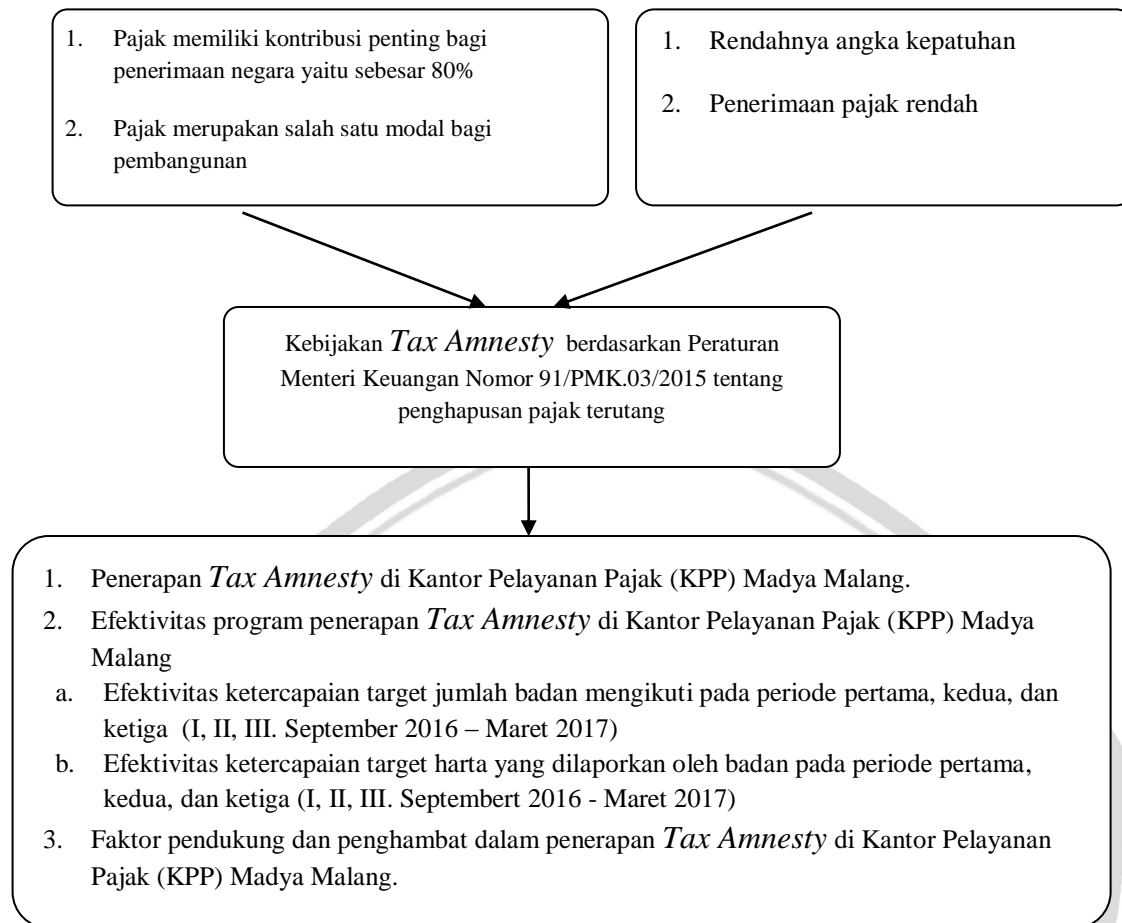 1. Pajak memiliki kontribusi penting bagi
penerimaan negara yaitu sebesar 80%
2. Pajak merupakan salah satu modal bagi
pembangunan
1. Rendahnya angka kepatuhan
2. Penerimaan pajak rendah
Kebijakan Tax Amnesty berdasarkan Peraturan
Menteri Keuangan Nomor 91/PMK.03/2015 tentang
penghapusan pajak terutang
1. Penerapan Tax Amnesty di Kantor Pelayanan Pajak (KPP) Madya Malang.
2. Efektivitas program penerapan Tax Amnesty di Kantor Pelayanan Pajak (KPP) Madya
Malang
a. Efektivitas ketercapaian target jumlah badan mengikuti pada periode pertama, kedua, dan
ketiga (I, II, III. September 2016 – Maret 2017)
b. Efektivitas ketercapaian target harta yang dilaporkan oleh badan pada periode pertama,
kedua, dan ketiga (I, II, III. Septembert 2016 - Maret 2017)
3. Faktor pendukung dan penghambat dalam penerapan Tax Amnesty di Kantor Pelayanan
Pajak (KPP) Madya Malang.